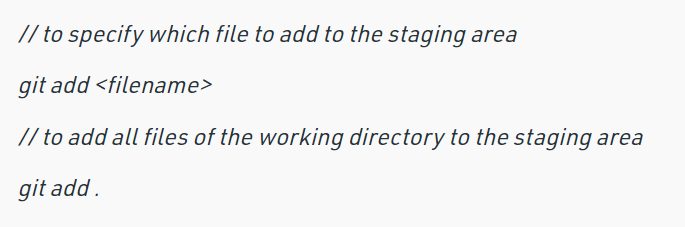 // to specify which file to add to the staging area
git add <filename>
// to add all files of the working directory to the staging area
git add .